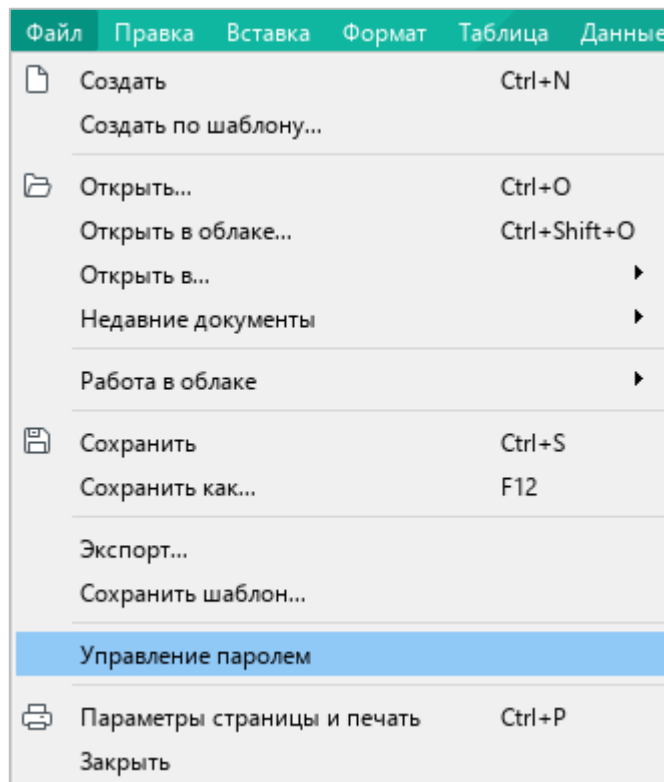 Файл Правка Вставка Формат Таблица Данные
Создать Ctrl+N
Создать по шаблону...
Открыть... Ctrl+O
Открыть в облаке... Ctrl+Shift+O
Открыть в...
Недавние документы
Работа в облаке
Сохранить Ctrl+S
Сохранить как... F12
Экспорт...
Сохранить шаблон...
Управление паролем
Параметры страницы и печать Ctrl+P
Закрыть